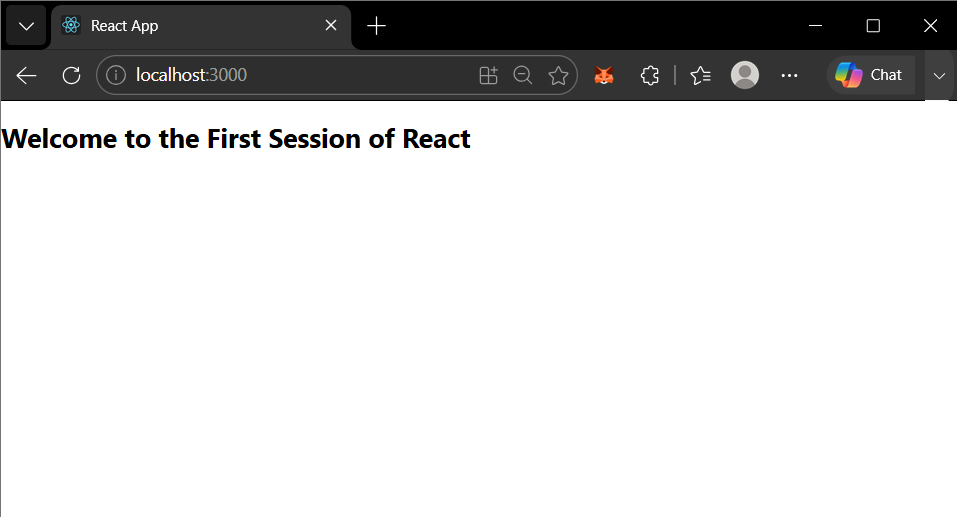 React App
localhost:3000
Chat
Welcome to the First Session of React